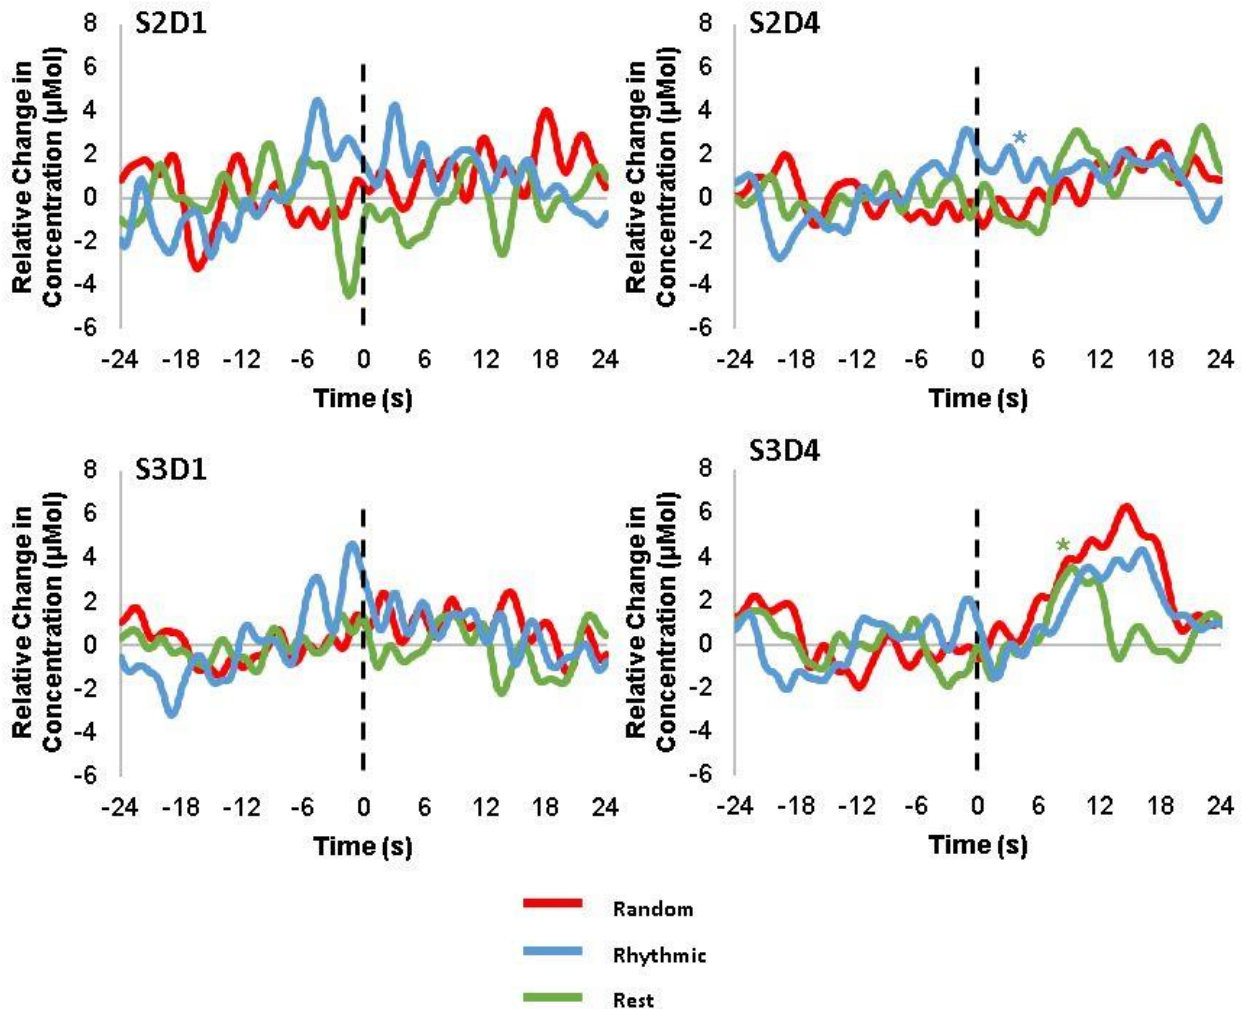 S2D1
Relative Change in
Concentration (µMol)
8
6
4
2
0
-2
-4
-6
-24 -18 -12 -6 0 6 12 18 24
Time (s)
S2D4
Relative Change in
Concentration (µMol)
8
6
4
2
0
-2
-4
-6
*
-24 -18 -12 -6 0 6 12 18 24
Time (s)
S3D1
Relative Change in
Concentration (µMol)
8
6
4
2
0
-2
-4
-6
-24 -18 -12 -6 0 6 12 18 24
Time (s)
S3D4
Relative Change in
Concentration (µMol)
8
6
4
2
0
-2
-4
-6
*
-24 -18 -12 -6 0 6 12 18 24
Time (s)
Random
Rhythmic
Rest